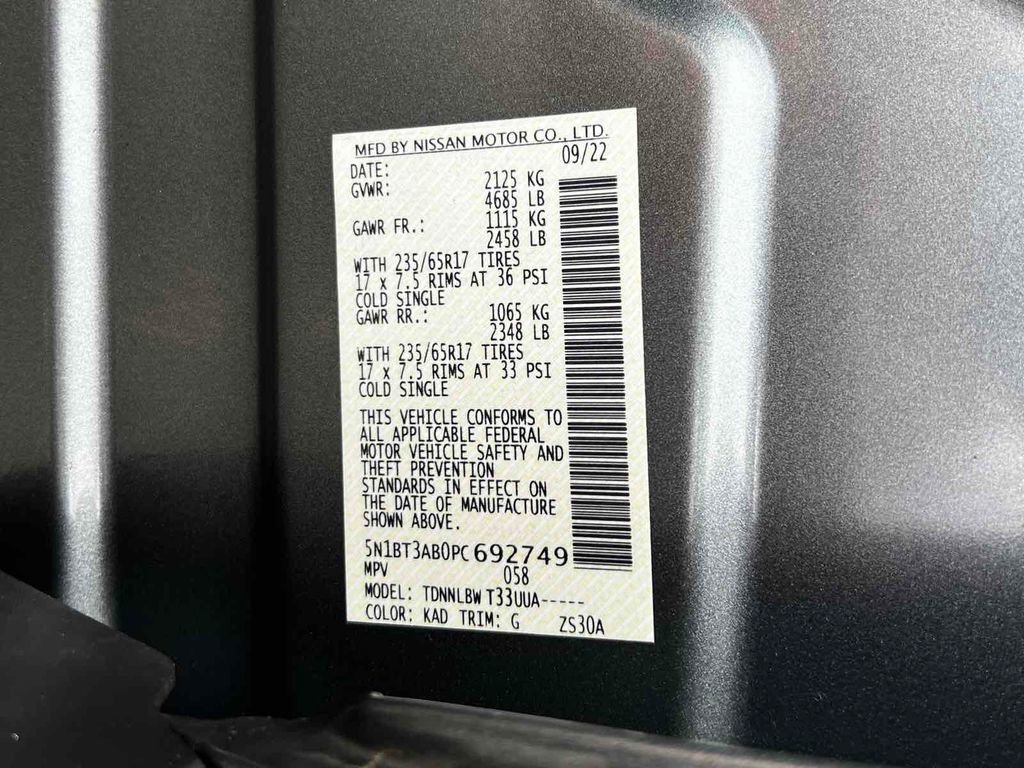 MFD BY NISSAN MOTOR CO., LTD.
DATE: 09/22
GVWR: 2125 KG
4685 LB
GAWR FR.: 1115 KG
2458 LB
WITH 235/65R17 TIRES
17 x 7.5 RIMS AT 36 PSI
COLD SINGLE
GAWR RR.: 1065 KG
2348 LB
WITH 235/65R17 TIRES
17 x 7.5 RIMS AT 33 PSI
COLD SINGLE
THIS VEHICLE CONFORMS TO
ALL APPLICABLE FEDERAL
MOTOR VEHICLE SAFETY AND
THEFT PREVENTION
STANDARDS IN EFFECT ON
THE DATE OF MANUFACTURE
SHOWN ABOVE.
5N1BT3AB0PC692749
MPV 058
MODEL: TDNNLBW T33UUA-----
COLOR: KAD TRIM: G ZS30A